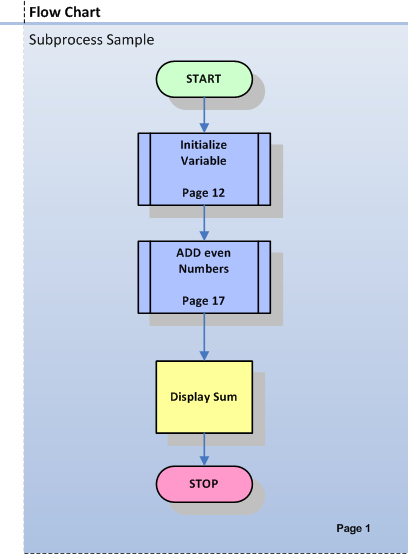 Flow Chart
Subprocess Sample
START
Initialize
Variable
Page 12
ADD even
Numbers
Page 17
Display Sum
STOP
Page 1